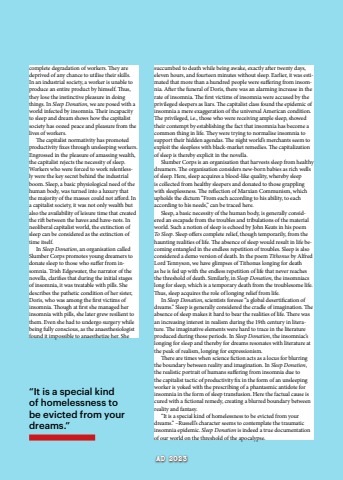 complete degradation of workers. They are
deprived of any chance to utilise their skills.
In an industrial society, a worker is unable to
produce an entire product by himself. Thus,
they lose the instinctive pleasure in doing
things. In Sleep Donation, we are posed with a
world infected by insomnia. Their incapacity
to sleep and dream shows how the capitalist
society has oozed peace and pleasure from the
lives of workers.
The capitalist normativity has promoted
productivity fixus through unsleeping workers.
Engrossed in the pleasure of amassing wealth,
the capitalist rejects the necessity of sleep.
Workers who were forced to work relentless-
ly were the key secret behind the industrial
boom. Sleep, a basic physiological need of the
human body, was turned into a luxury that
the majority of the masses could not afford. In
a capitalist society, it was not only wealth but
also the availability of leisure time that created
the rift between the haves and have-nots. In
neoliberal capitalist world, the extinction of
sleep can be considered as the extinction of
time itself.
In Sleep Donation, an organisation called
Slumber Corps promotes young dreamers to
donate sleep to those who suffer from in-
somnia. Trish Edgewater, the narrator of the
novella, clarifies that during the initial stages
of insomnia, it was treatable with pills. She
describes the pathetic condition of her sister,
Doris, who was among the first victims of
insomnia. Though at first she managed her
insomnia with pills, she later grew resilient to
them. Even she had to undergo surgery while
being fully conscious, as the anaesthesiologist
found it impossible to anaesthetize her. She
"It is a special kind
of homelessness to
be evicted from your
dreams."
succumbed to death while being awake, exactly after twenty days,
eleven hours, and fourteen minutes without sleep. Earlier, it was esti-
mated that more than a hundred people were suffering from insom-
nia. After the funeral of Doris, there was an alarming increase in the
rate of insomnia. The first victims of insomnia were accused by the
privileged sleepers as liars. The capitalist class found the epidemic of
insomnia a mere exaggeration of the universal American condition.
The privileged, i.e., those who were receiving ample sleep, showed
their contempt by establishing the fact that insomnia has become a
common thing in life. They were trying to normalise insomnia to
support their hidden agendas. The night world's merchants seem to
exploit the sleepless with black-market remedies. The capitalisation
of sleep is thereby explicit in the novella.
Slumber Corps is an organisation that harvests sleep from healthy
dreamers. The organisation considers new-born babies as rich wells
of sleep. Here, sleep acquires a blood-like quality, whereby sleep
is collected from healthy sleepers and donated to those grappling
with sleeplessness. The reflection of Marxian Communism, which
upholds the dictum "From each according to his ability, to each
according to his needs", can be traced here.
Sleep, a basic necessity of the human body, is generally consid-
ered an escapade from the troubles and tribulations of the material
world. Such a notion of sleep is echoed by John Keats in his poem
To Sleep. Sleep offers complete relief, though temporarily, from the
haunting realities of life. The absence of sleep would result in life be-
coming entangled in the endless repetition of troubles. Sleep is also
considered a demo version of death. In the poem Tithonus by Alfred
Lord Tennyson, we have glimpses of Tithonus longing for death
as he is fed up with the endless repetition of life that never reaches
the threshold of death. Similarly, in Sleep Donation, the insomniacs
long for sleep, which is a temporary death from the troublesome life.
Thus, sleep acquires the role of longing relief from life.
In Sleep Donation, scientists foresee "a global desertification of
dreams." Sleep is generally considered the cradle of imagination. The
absence of sleep makes it hard to bear the realities of life. There was
an increasing interest in realism during the 19th century in litera-
ture. The imaginative elements were hard to trace in the literature
produced during those periods. In Sleep Donation, the insomniac's
longing for sleep and thereby for dreams resonates with literature at
the peak of realism, longing for expressionism.
There are times when science fiction acts as a locus for blurring
the boundary between reality and imagination. In Sleep Donation,
the realistic portrait of humans suffering from insomnia due to
the capitalist tactic of productivity fix in the form of an unsleeping
worker is yoked with the prescribing of a phantasmic antidote for
insomnia in the form of sleep transfusion. Here the factual cause is
cured with a fictional remedy, creating a blurred boundary between
reality and fantasy.
"It is a special kind of homelessness to be evicted from your
dreams." –Russell's character seems to contemplate the traumatic
insomnia epidemic. Sleep Donation is indeed a true documentation
of our world on the threshold of the apocalypse.
AD 2023